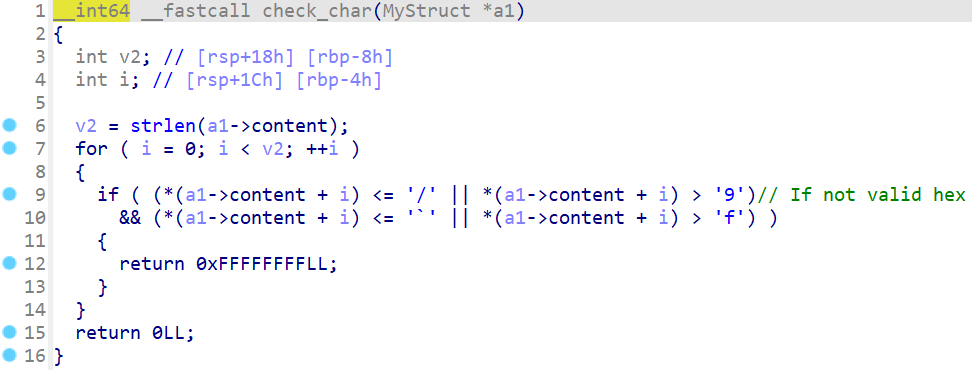 1 __int64 __fastcall check_char(MyStruct *a1)
2 {
3   int v2; // [rsp+18h] [rbp-8h]
4   int i; // [rsp+1Ch] [rbp-4h]
5
6   v2 = strlen(a1->content);
7   for ( i = 0; i < v2; ++i )
8   {
9     if ( (*(a1->content + i) <= '/' || *(a1->content + i) > '9')// If not valid hex
10       && (*(a1->content + i) <= '`' || *(a1->content + i) > 'f') )
11     {
12       return 0xFFFFFFFFLL;
13     }
14   }
15   return 0LL;
16 }